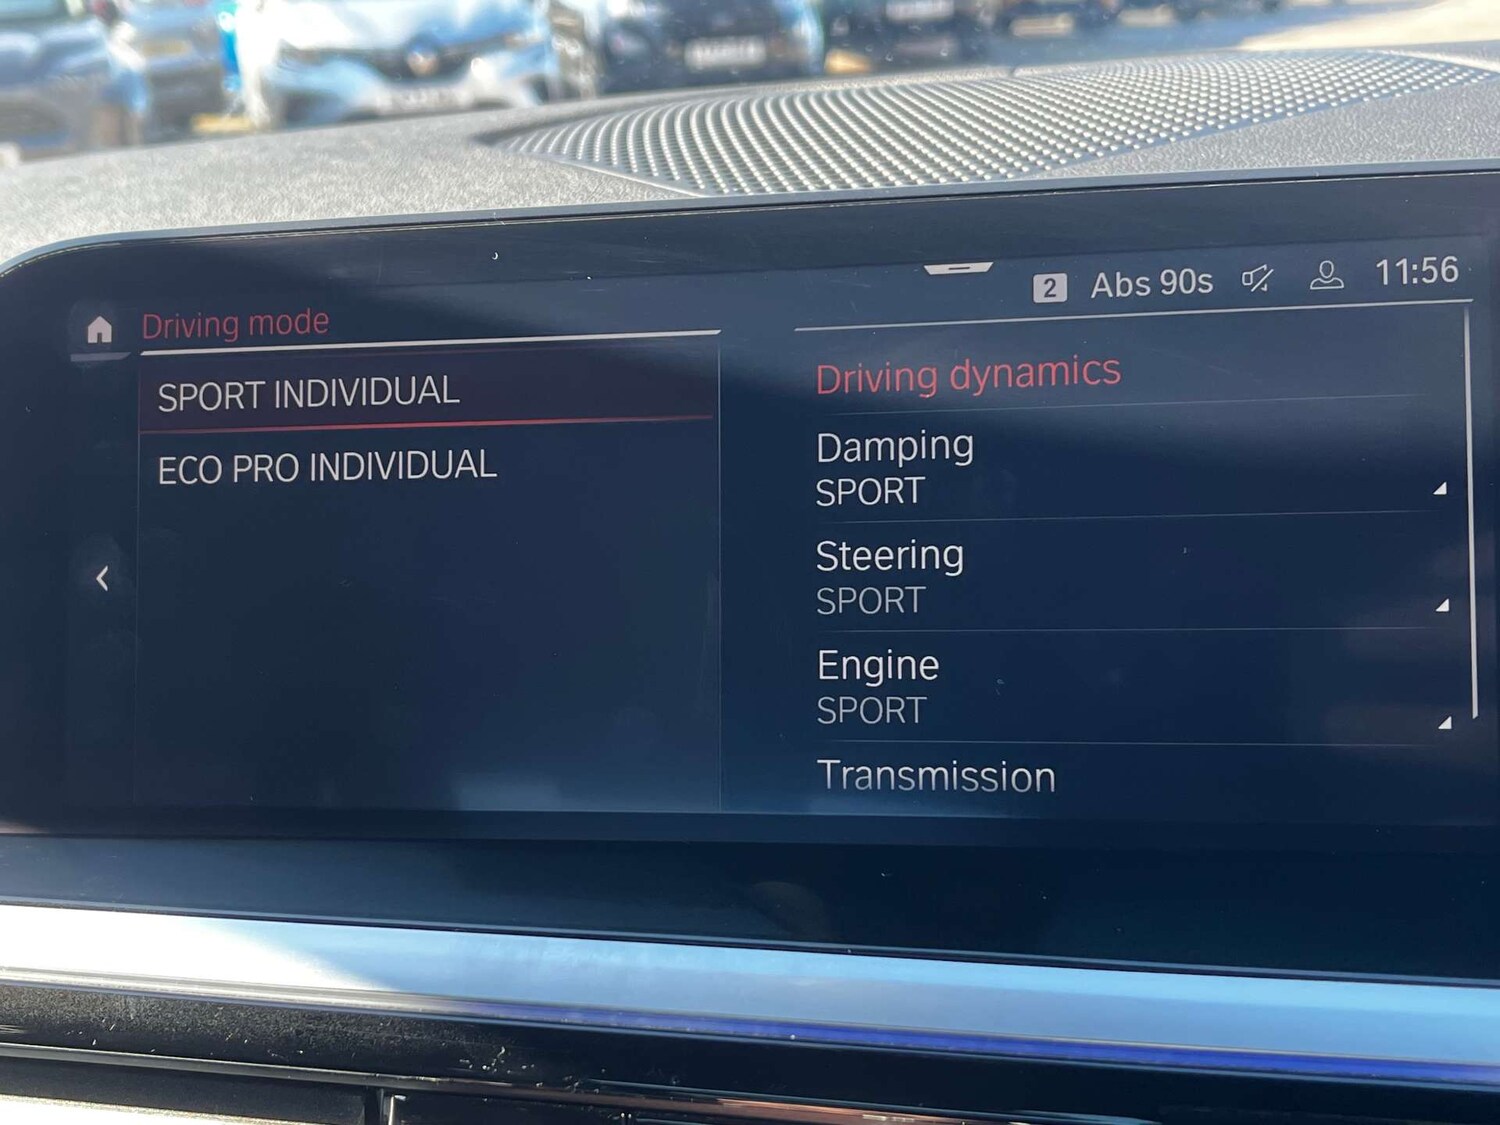 2 Abs 90s 11:56
Driving mode
SPORT INDIVIDUAL
ECO PRO INDIVIDUAL
Driving dynamics
Damping
SPORT
Steering
SPORT
Engine
SPORT
Transmission